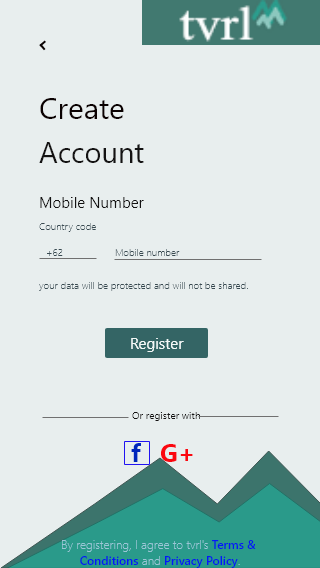 tvrl
Create
Account
Mobile Number
Country code
+62 Mobile number
your data will be protected and will not be shared.
Register
Or register with
f G+
By registering, I agree to tvrl's Terms &
Conditions and Privacy Policy.